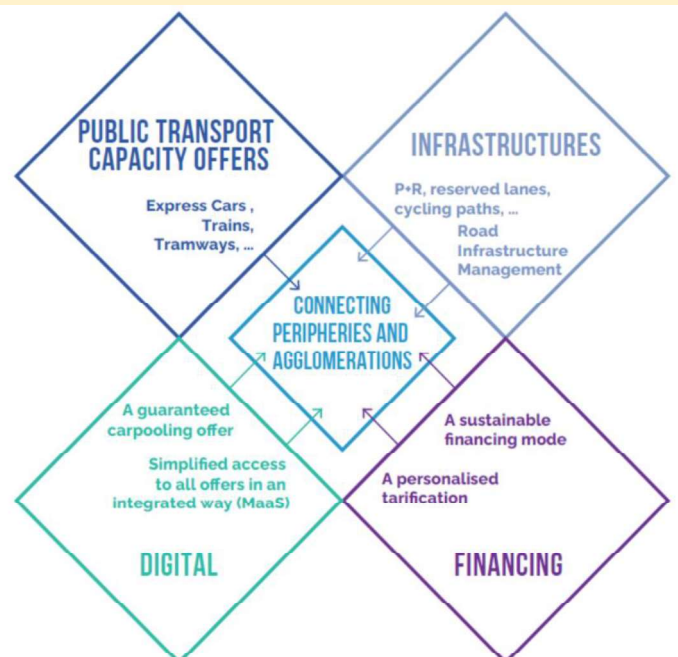 PUBLIC TRANSPORT
CAPACITY OFFERS
Express Cars ,
Trains,
Tramways, ...
INFRASTRUCTURES
P+R, reserved lanes,
cycling paths, ...
Road
Infrastructure
Management
CONNECTING
PERIPHERIES AND
AGGLOMERATIONS
A guaranteed
carpooling offer
Simplified access
to all offers in an
integrated way (MaaS)
DIGITAL
A sustainable
financing mode
A personalised
tarification
FINANCING